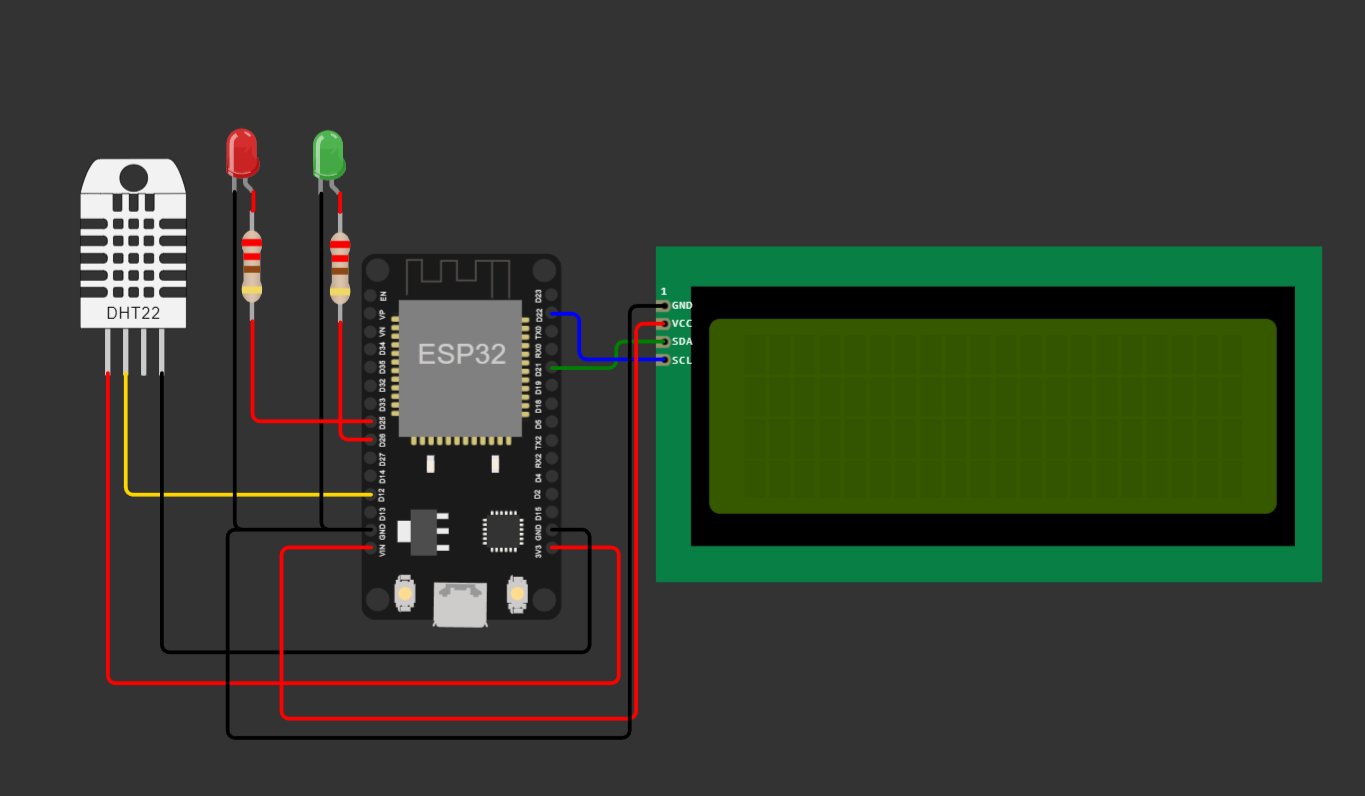 DHT22
ESP32
EN
VP
VN
D34
D35
D32
D33
D25
D26
D27
D14
D12
D13
GND
VIN
D23
D22
TX0
RX0
D21
D19
D18
D5
TX2
RX2
D4
D2
D15
GND
3V3
1
GND
VCC
SDA
SCL